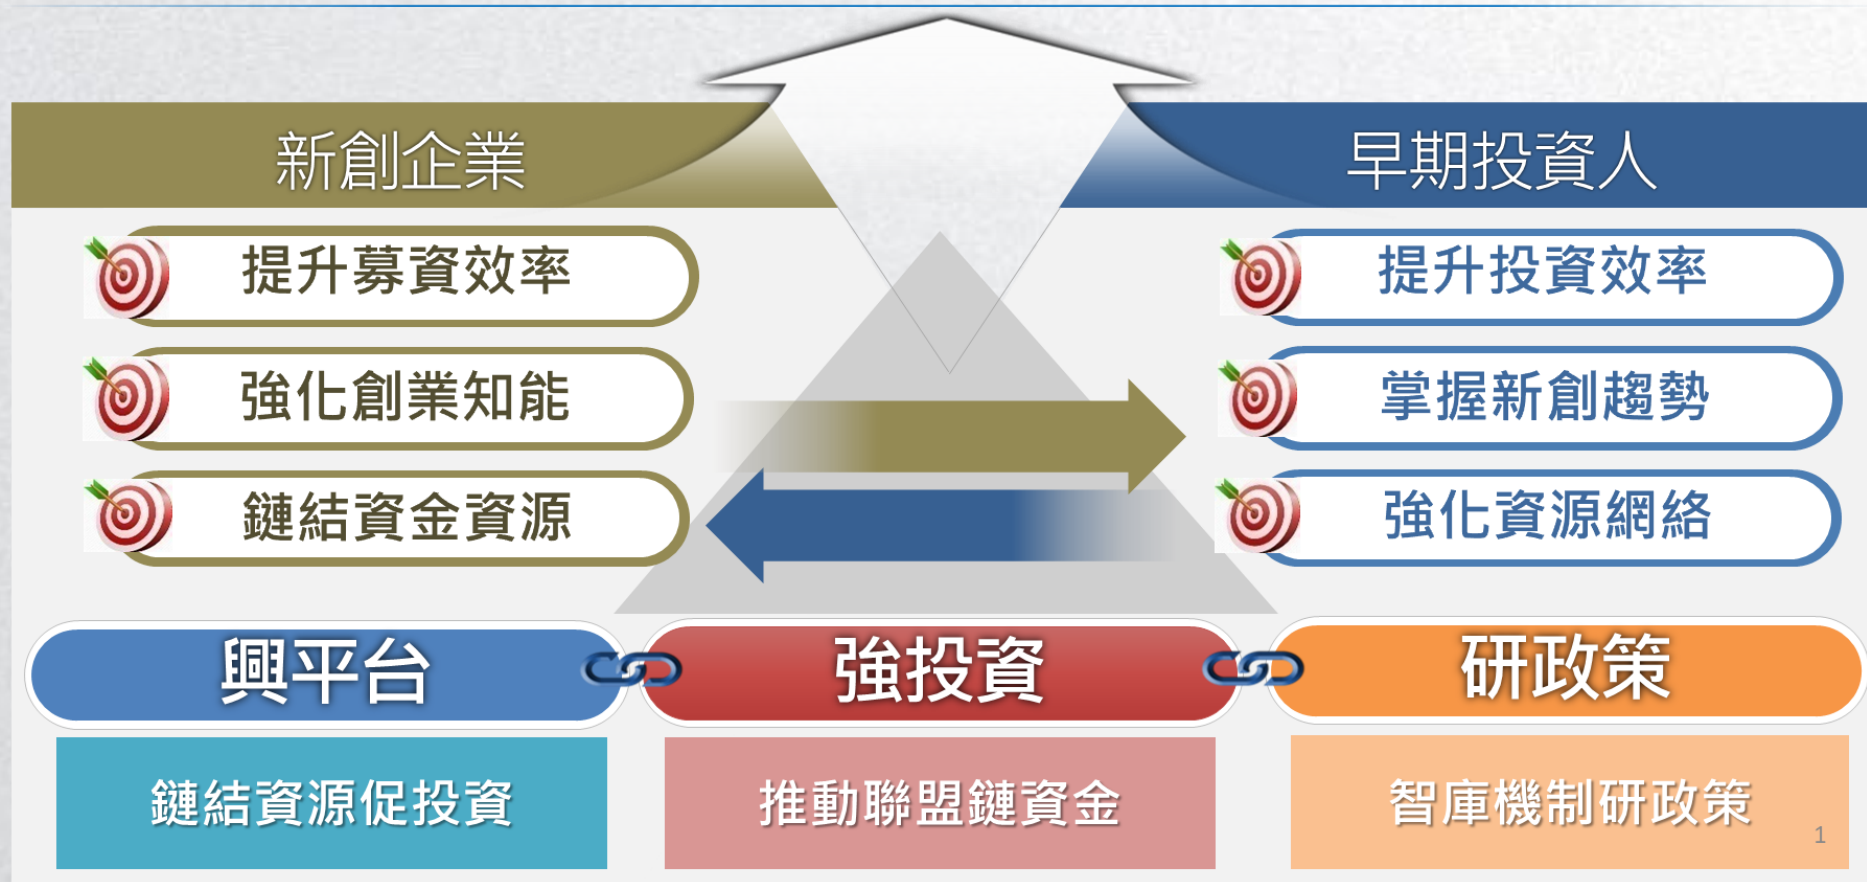 新創企業
早期投資人
提升募資效率
強化創業知能
鏈結資金資源
提升投資效率
掌握新創趨勢
強化資源網絡
興平台
強投資
研政策
鏈結資源促投資
推動聯盟鏈資金
智庫機制研政策
1